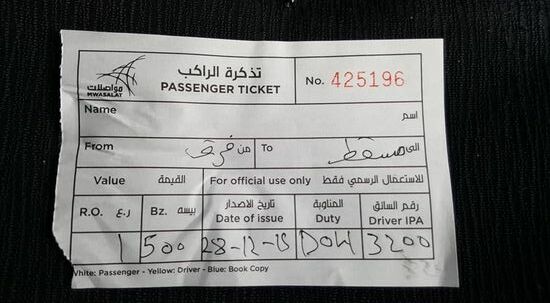 مواصلات
MWASALAT
تذكرة الراكب
PASSENGER TICKET
No. 425196
Name اسم
From من فرق To الى مسقط
Value القيمة For official use only للاستعمال الرسمي فقط
R.O. ر.ع Bz. بيسه تاريخ الاصدار Date of issue المناوبة Duty رقم السائق Driver IPA
1 500 28-12-15 3200
White: Passenger - Yellow: Driver - Blue: Book Copy